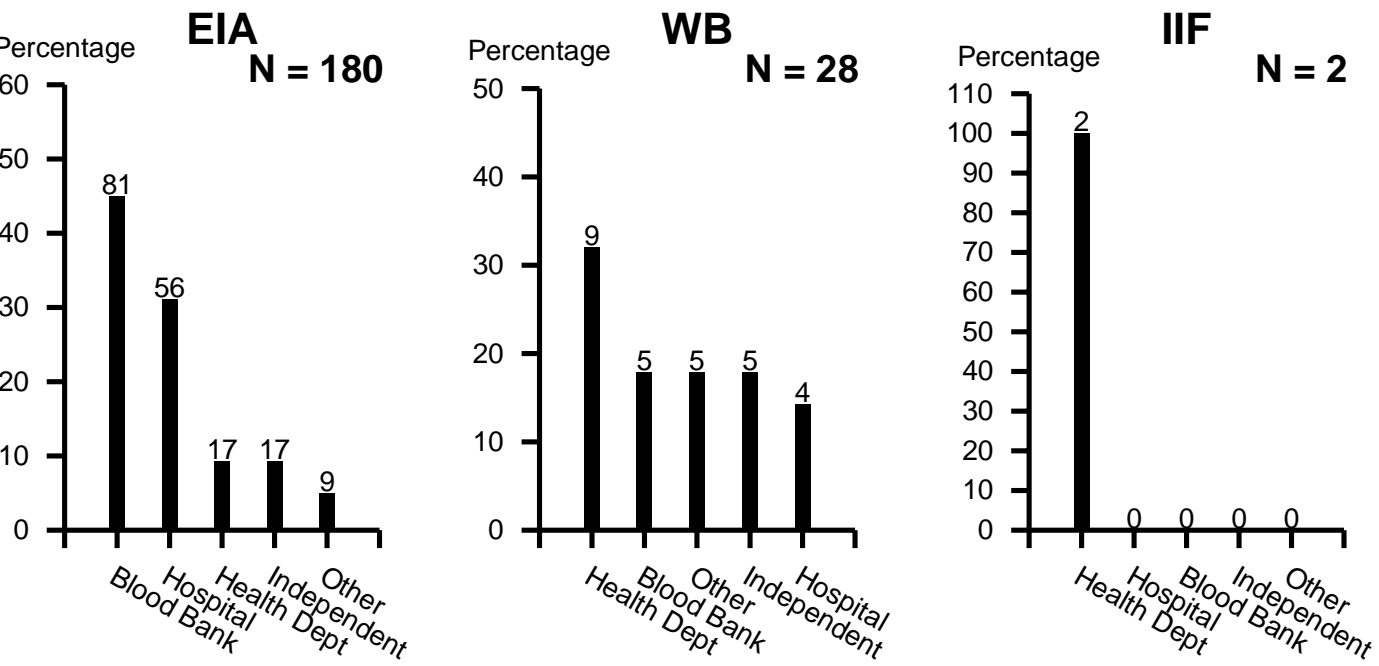 EIA
Percentage
N = 180
60
50
40
30
20
10
0
81
56
17
17
9
Blood Bank
Hospital
Health Dept
Independent
Other
WB
Percentage
N = 28
50
40
30
20
10
0
9
5
5
5
4
Health Dept
Blood Bank
Other
Independent
Hospital
IIF
Percentage
N = 2
110
100
90
80
70
60
50
40
30
20
10
0
2
0
0
0
0
Health Dept
Hospital
Blood Bank
Independent
Other